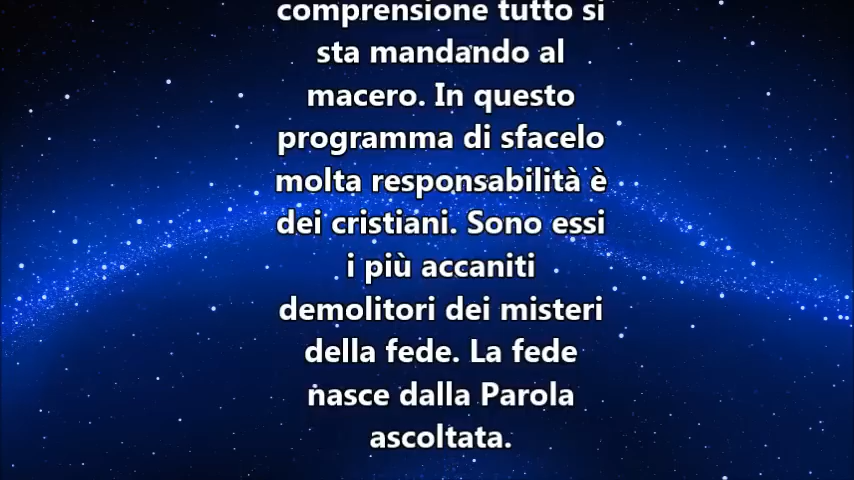 comprensione tutto si
sta mandando al
macero. In questo
programma di sfacelo
molta responsabilità è
dei cristiani. Sono essi
i più accaniti
demolitori dei misteri
della fede. La fede
nasce dalla Parola
ascoltata.